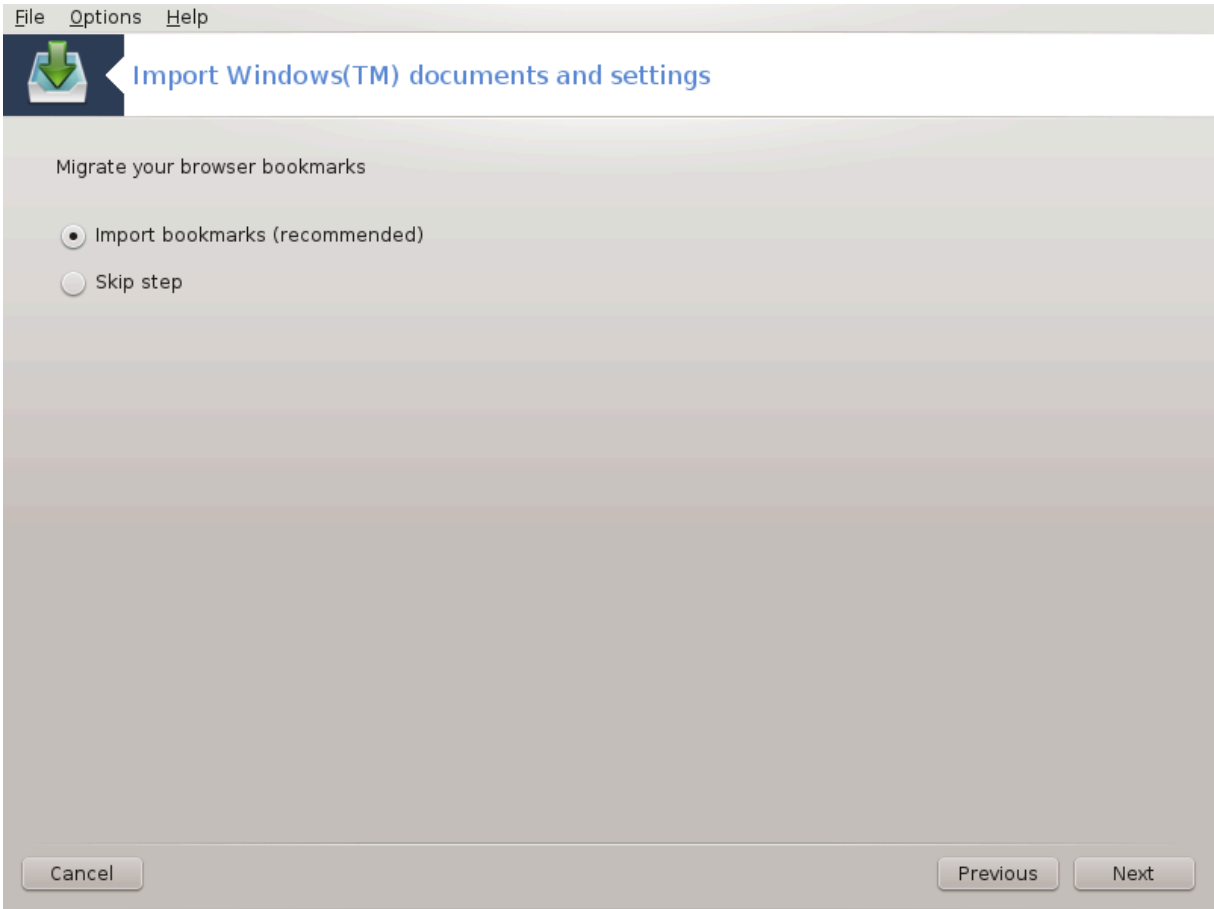 File Options Help
Import Windows(TM) documents and settings
Migrate your browser bookmarks
Import bookmarks (recommended)
Skip step
Cancel Previous Next